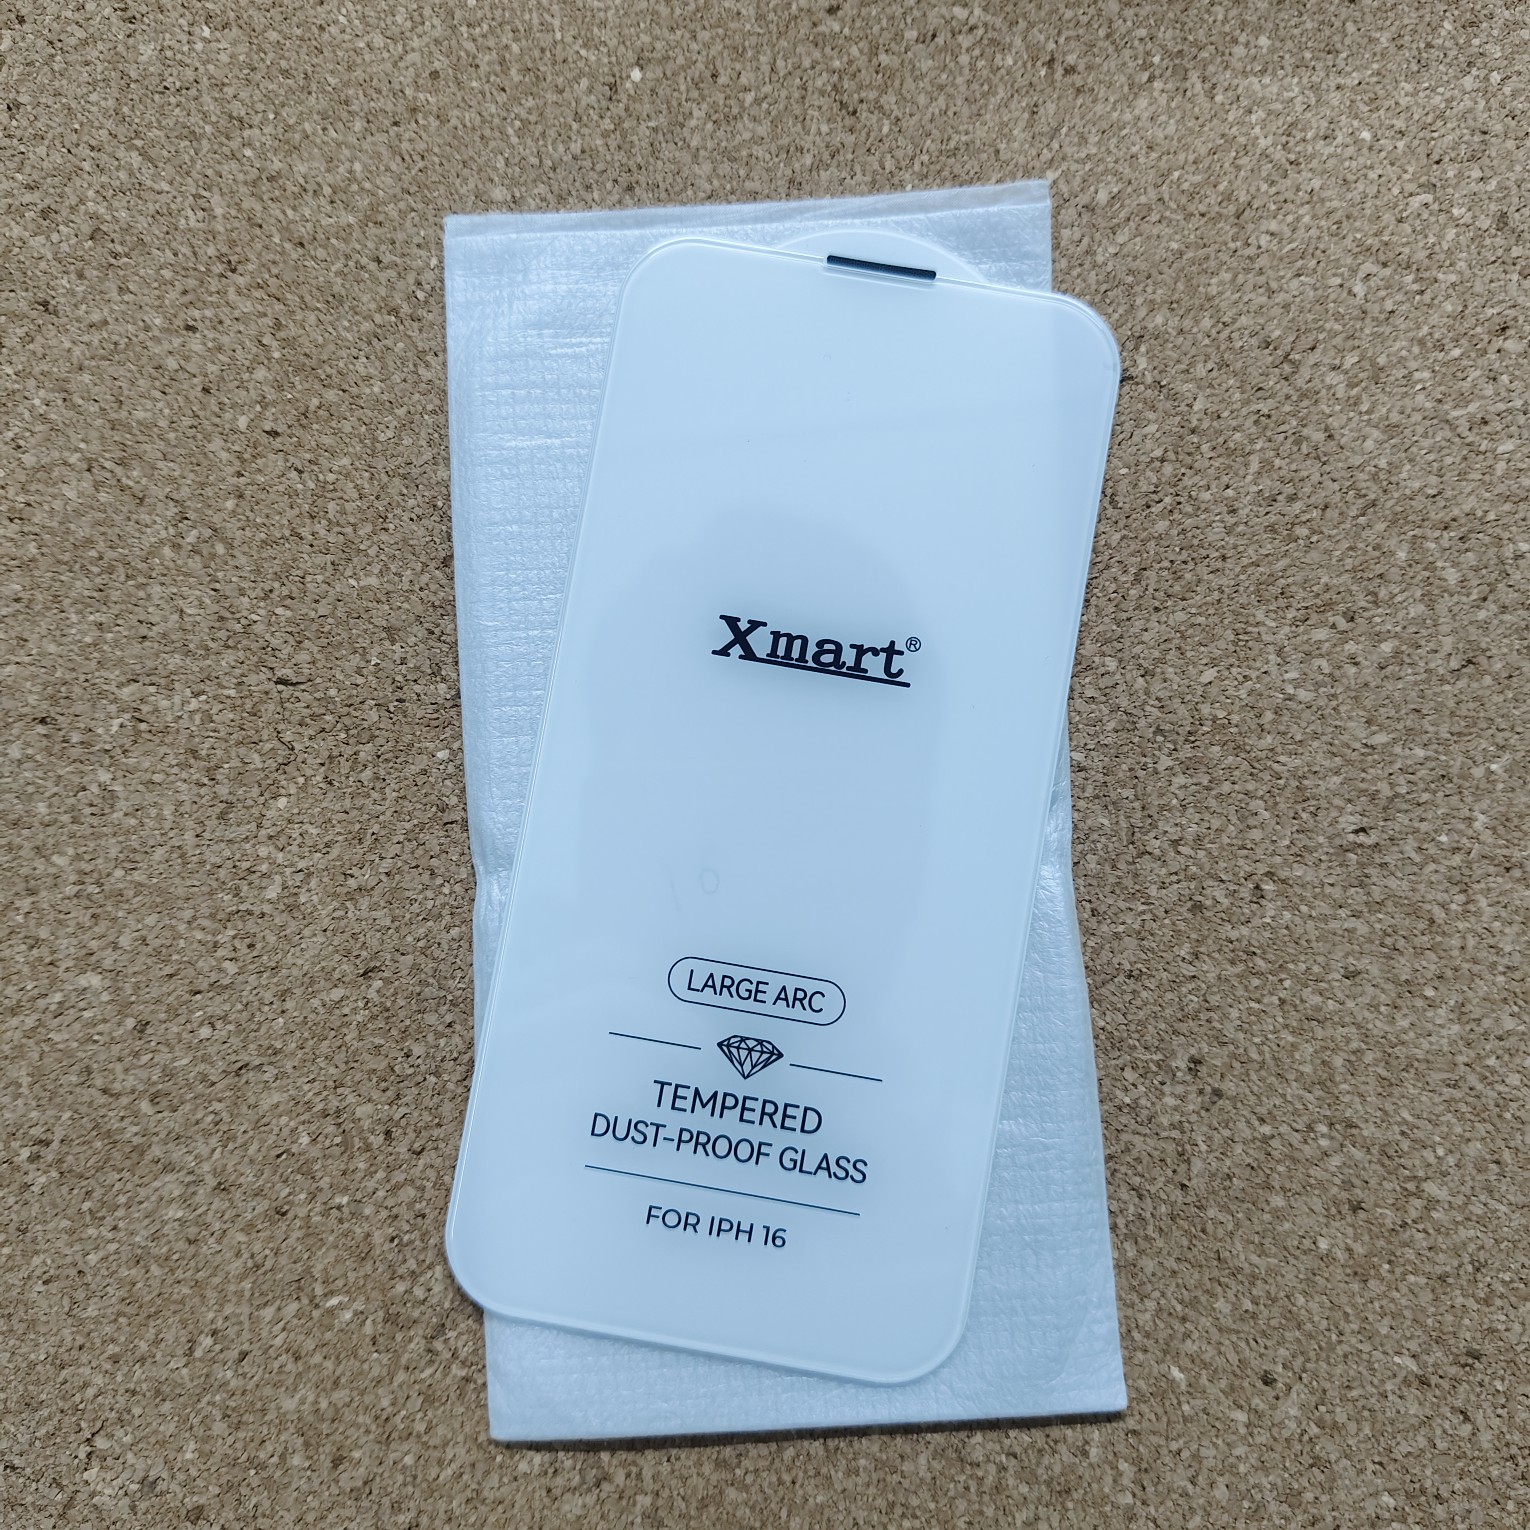 Xmart®
LARGE ARC
TEMPERED
DUST-PROOF GLASS
FOR IPH 16